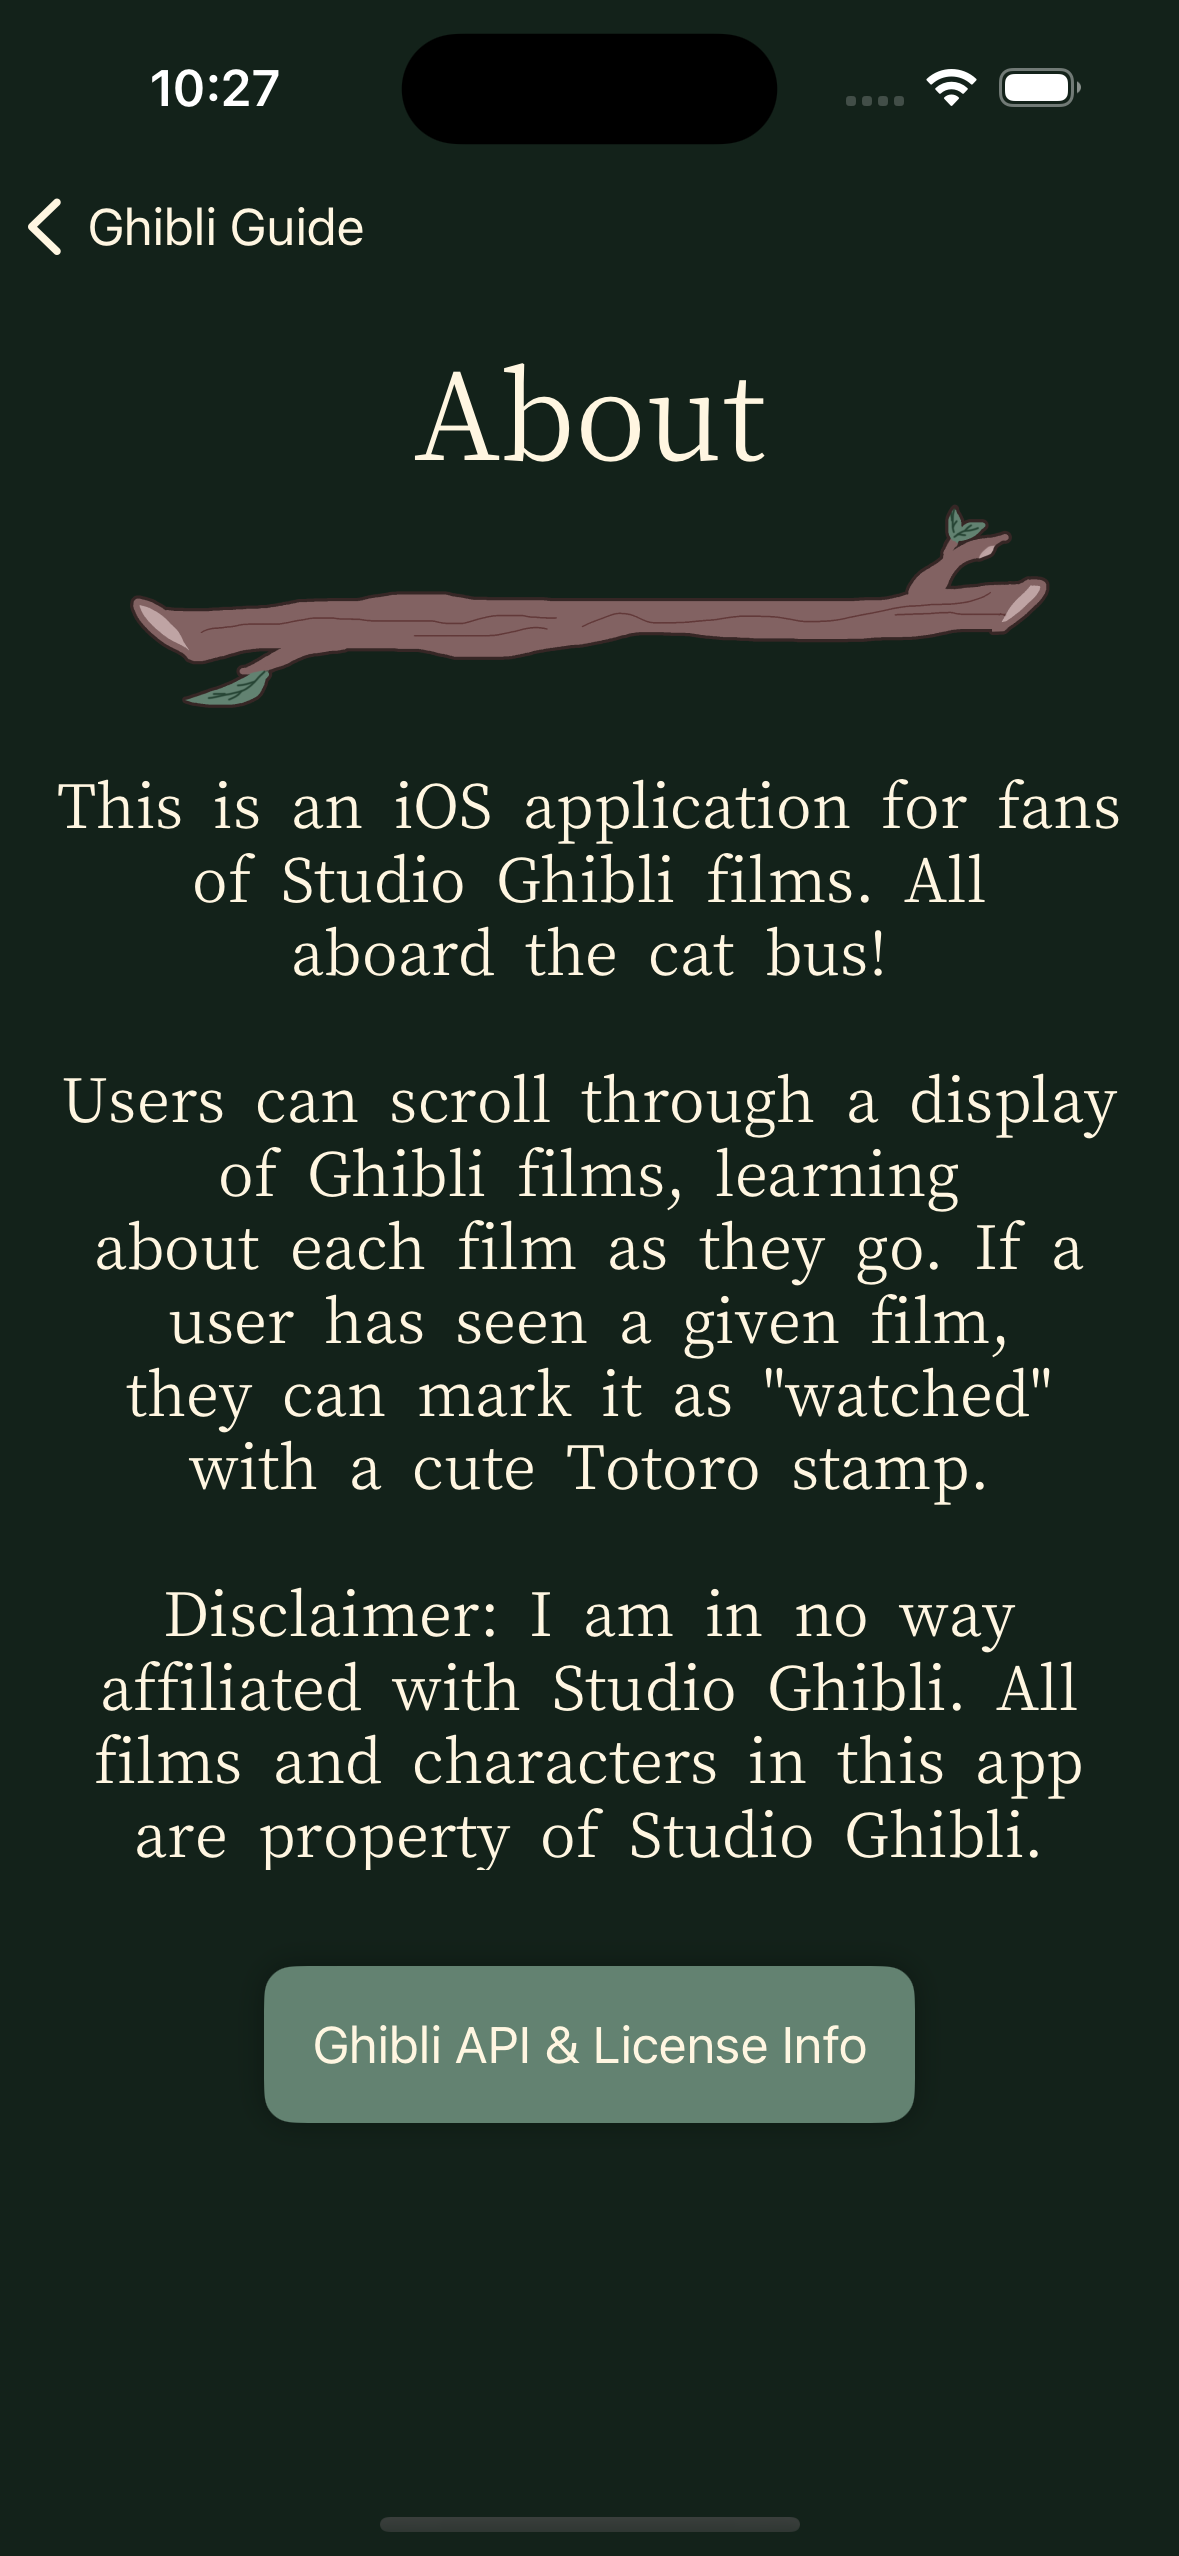 10:27
Ghibli Guide
About
This is an iOS application for fans
of Studio Ghibli films. All
aboard the cat bus!
Users can scroll through a display
of Ghibli films, learning
about each film as they go. If a
user has seen a given film,
they can mark it as "watched"
with a cute Totoro stamp.
Disclaimer: I am in no way
affiliated with Studio Ghibli. All
films and characters in this app
are property of Studio Ghibli.
Ghibli API & License Info